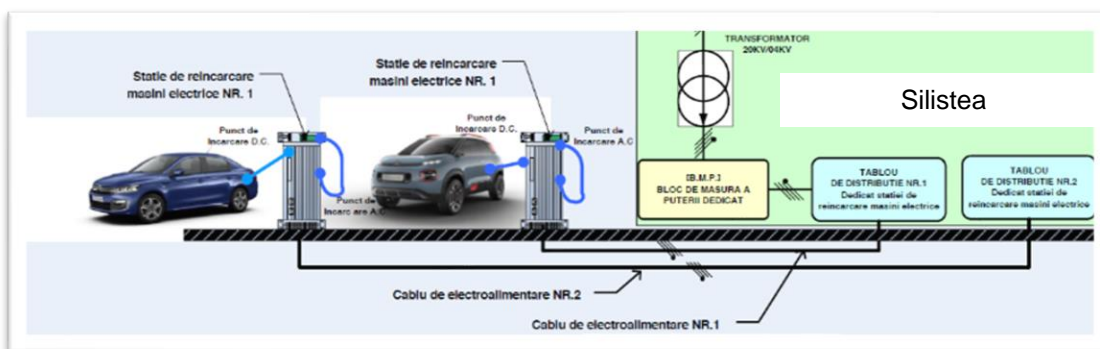 TRANSFORMATOR
20KV/04KV
Silistea
Statie de reincarcare
masini electrice NR. 1
Statie de reincarcare
masini electrice NR. 1
Punct de
Incarcare D.C.
Punct de
Incarcare A.C
Punct de
Incarcare D.C.
Punct de
Incarc are A.C
[B.M.P.]
BLOC DE MASURA A
PUTERII DEDICAT
TABLOU
DE DISTRIBUTIE NR.1
Dedicat statiei de
reincarcare masini electrice
TABLOU
DE DISTRIBUTIE NR.2
Dedicat statiei de
reincarcare masini electrice
Cablu de electroalimentare NR.2
Cablu de electroalimentare NR.1